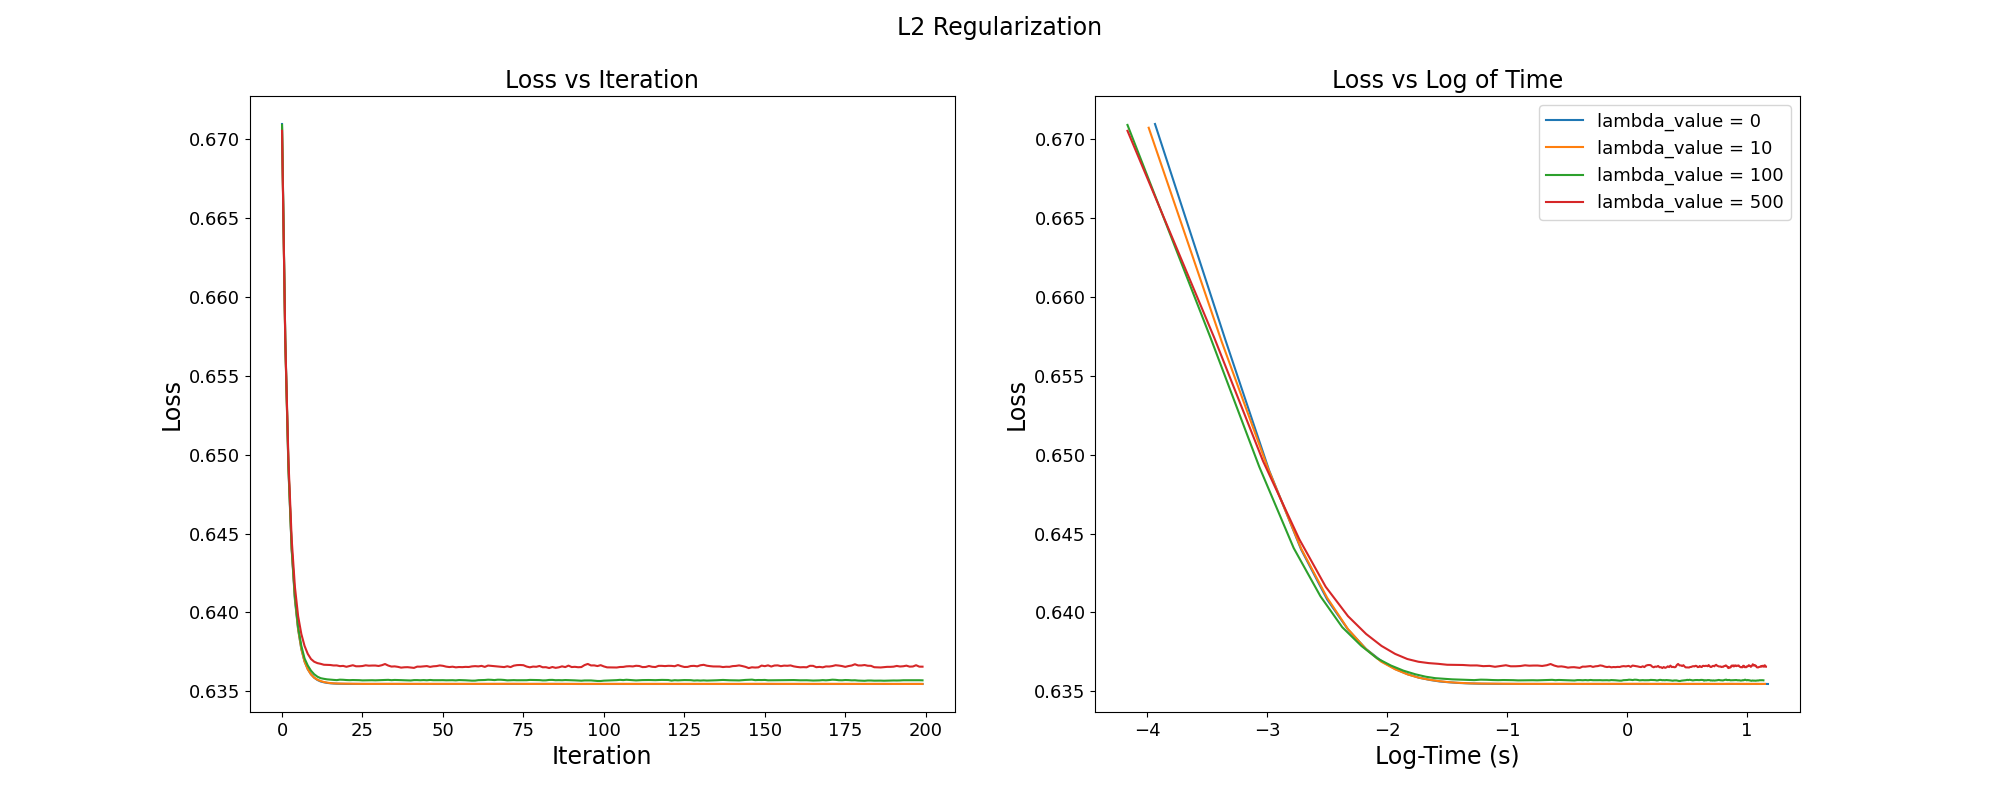 L2 Regularization
Loss vs Iteration
Loss
0.670
0.665
0.660
0.655
0.650
0.645
0.640
0.635
0 25 50 75 100 125 150 175 200
Iteration
Loss vs Log of Time
Loss
0.670
0.665
0.660
0.655
0.650
0.645
0.640
0.635
lambda_value = 0
lambda_value = 10
lambda_value = 100
lambda_value = 500
−4 −3 −2 −1 0 1
Log-Time (s)